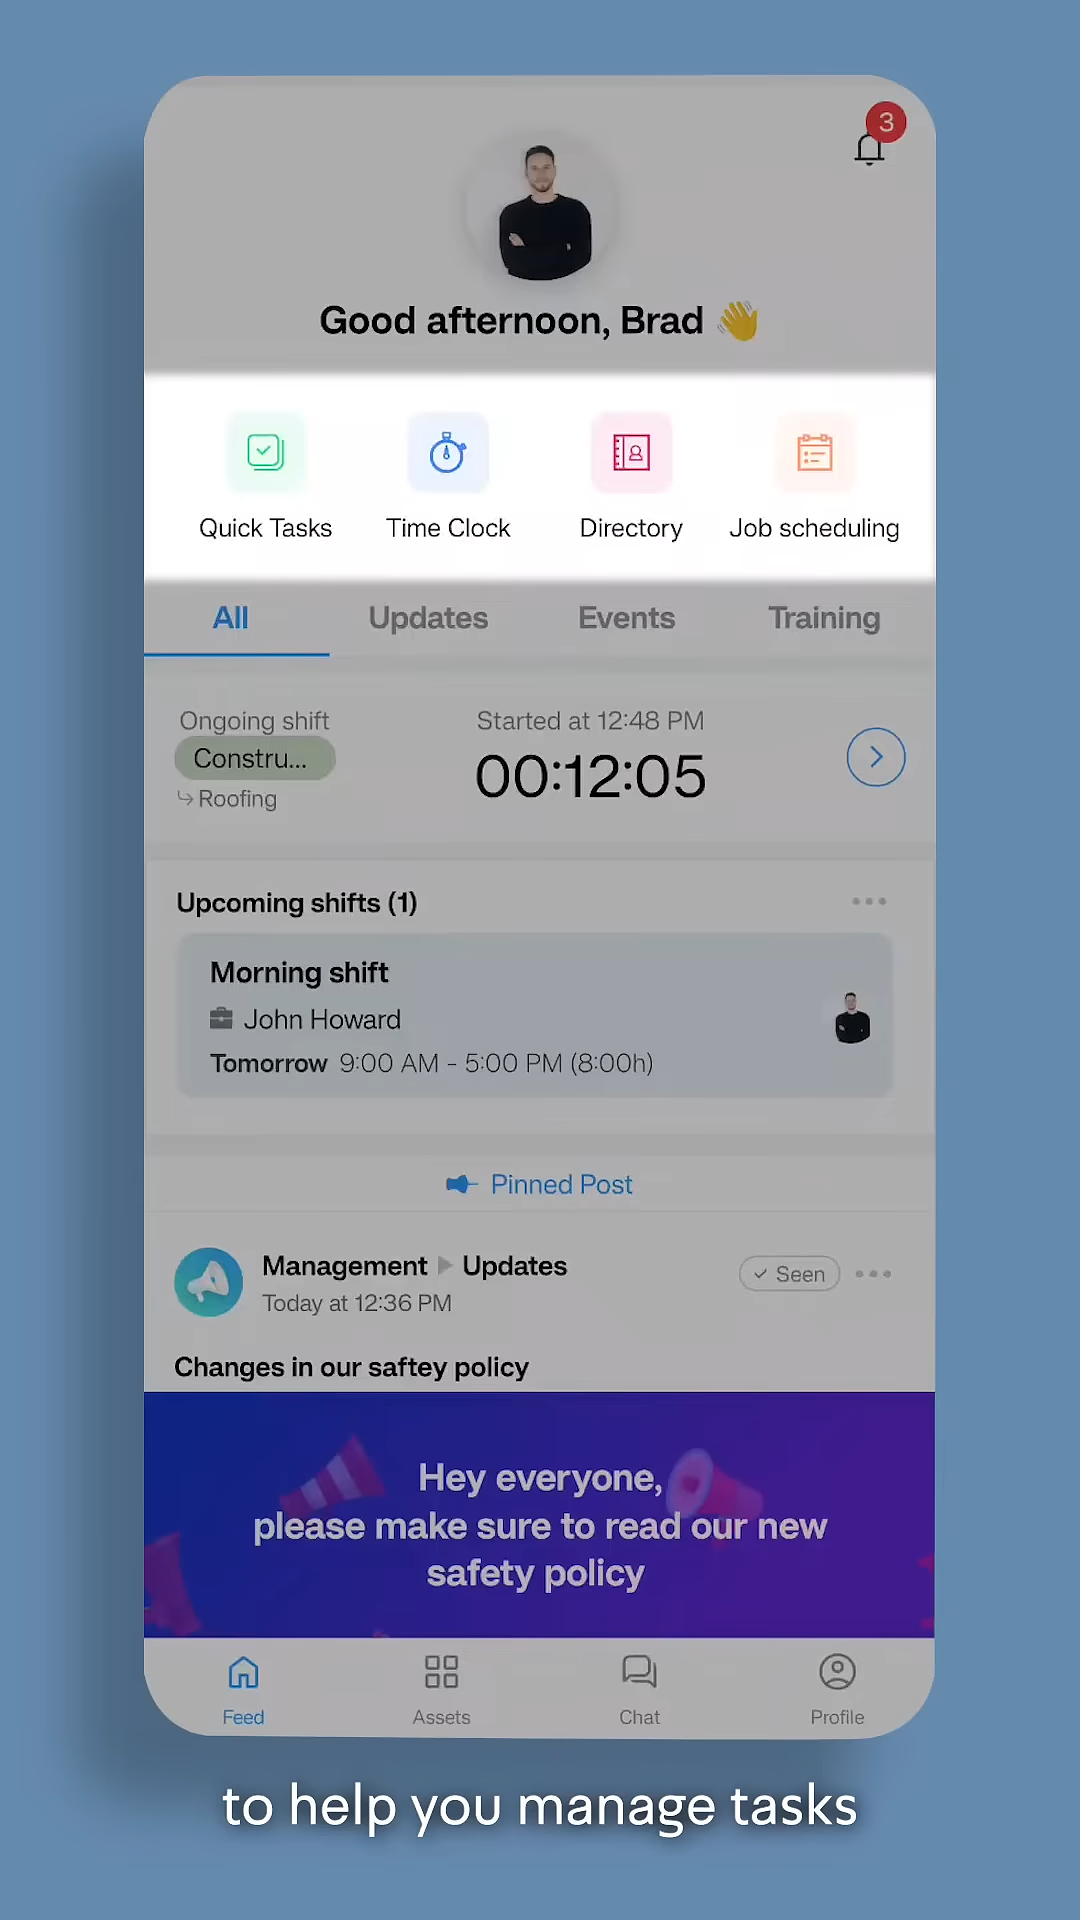 3
Good afternoon, Brad 👋
Quick Tasks
Time Clock
Directory
Job scheduling
All
Updates
Events
Training
Ongoing shift
Constru...
Roofing
Started at 12:48 PM
00:12:05
Upcoming shifts (1)
Morning shift
John Howard
Tomorrow 9:00 AM - 5:00 PM (8:00h)
Pinned Post
Management ▶ Updates
Today at 12:36 PM
✓ Seen
Changes in our saftey policy
Hey everyone,
please make sure to read our new
safety policy
Feed
Assets
Chat
Profile
to help you manage tasks